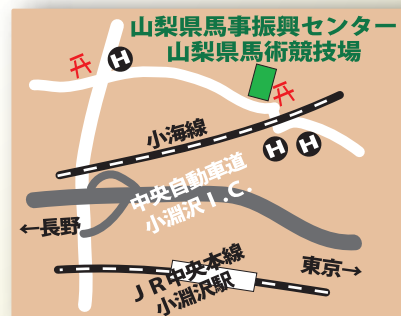 山梨県馬事振興センター
山梨県馬術競技場
H
小海線
H H
中央自動車道
小淵沢I.C.
←長野
東京→
JR中央本線
小淵沢駅